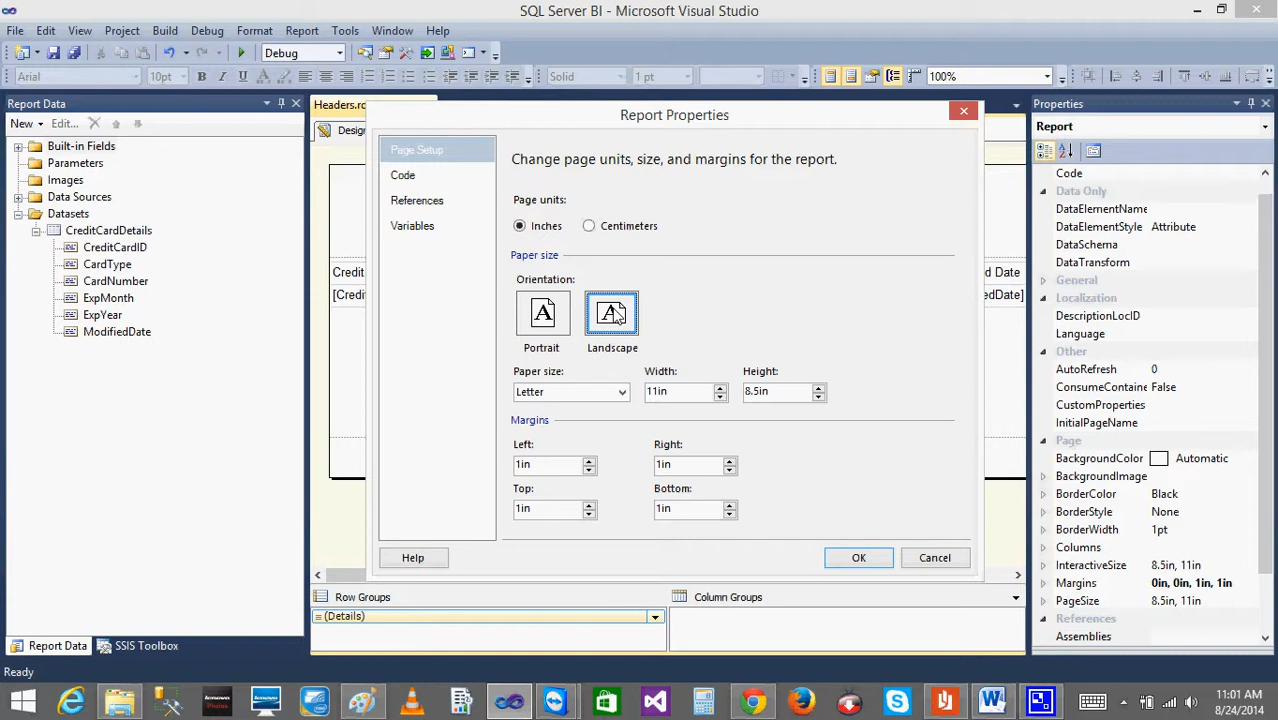 SQL Server BI - Microsoft Visual Studio
File Edit View Project Build Debug Format Report Tools Window Help
Debug
Arial 10pt B I U A Solid 1 pt 100%
Report Data
New Edit...
Built-in Fields
Parameters
Images
Data Sources
Datasets
CreditCardDetails
CreditCardID
CardType
CardNumber
ExpMonth
ExpYear
ModifiedDate
Report Data SSIS Toolbox
Ready
Headers.r
Desig
Credit
[Cred
d Date
edDate]
Report Properties
Page Setup
Code
References
Variables
Change page units, size, and margins for the report.
Page units:
Inches Centimeters
Paper size
Orientation:
A A
Portrait Landscape
Paper size: Width: Height:
Letter 11in 8.5in
Margins
Left: Right:
1in 1in
Top: Bottom:
1in 1in
Help OK Cancel
Row Groups Column Groups
(Details)
Properties
Report
Code
Data Only
DataElementName
DataElementStyle Attribute
DataSchema
DataTransform
General
Localization
DescriptionLocID
Language
Other
AutoRefresh 0
ConsumeContaine False
CustomProperties
InitialPageName
Page
BackgroundColor Automatic
BackgroundImage
BorderColor Black
BorderStyle None
BorderWidth 1pt
Columns
InteractiveSize 8.5in, 11in
Margins 0in, 0in, 1in, 1in
PageSize 8.5in, 11in
References
Assemblies
11:01 AM
8/24/2014